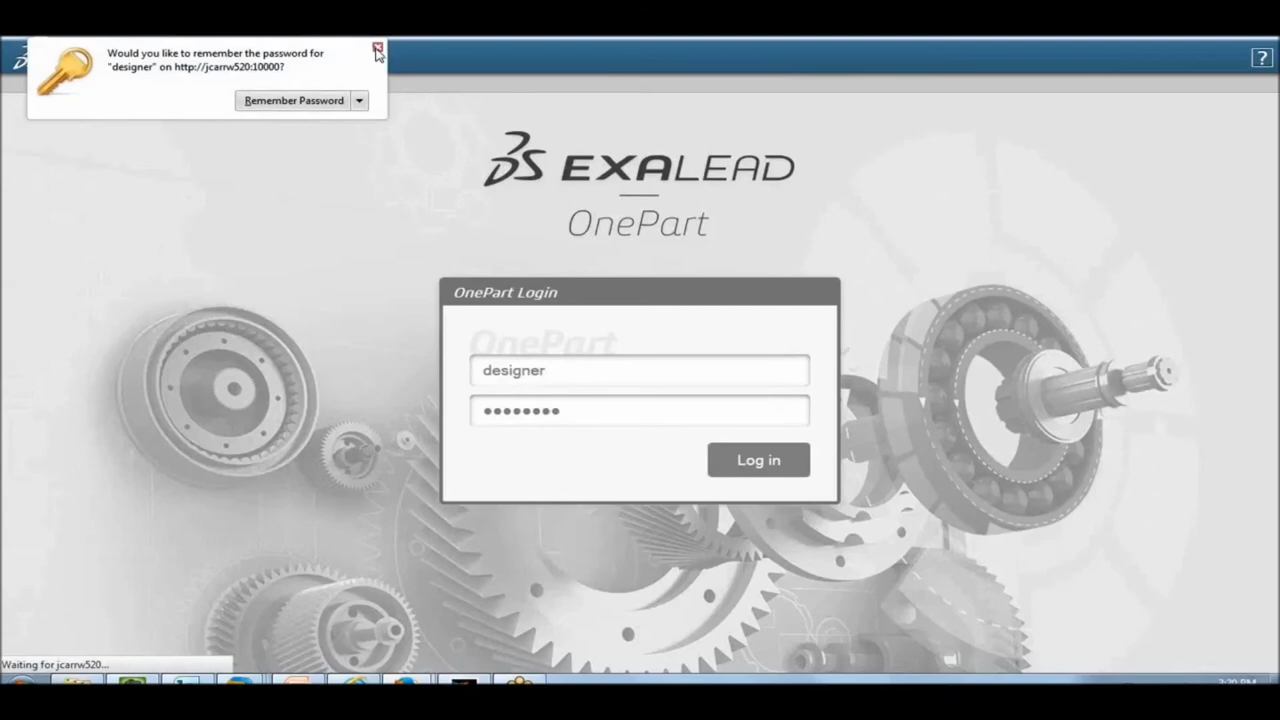 Would you like to remember the password for
"designer" on http://jcarrw520:10000?
Remember Password
?
EXALEAD
OnePart
OnePart Login
OnePart
designer
Log in
Waiting for jcarrw520...